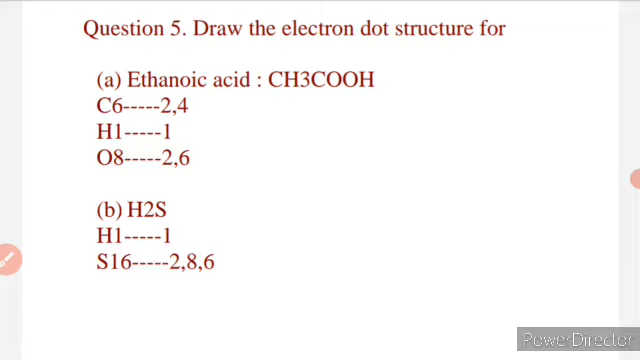 Question 5. Draw the electron dot structure for
(a) Ethanoic acid : CH3COOH
C6-----2,4
H1-----1
O8-----2,6
(b) H2S
H1-----1
S16-----2,8,6
PowerDirector